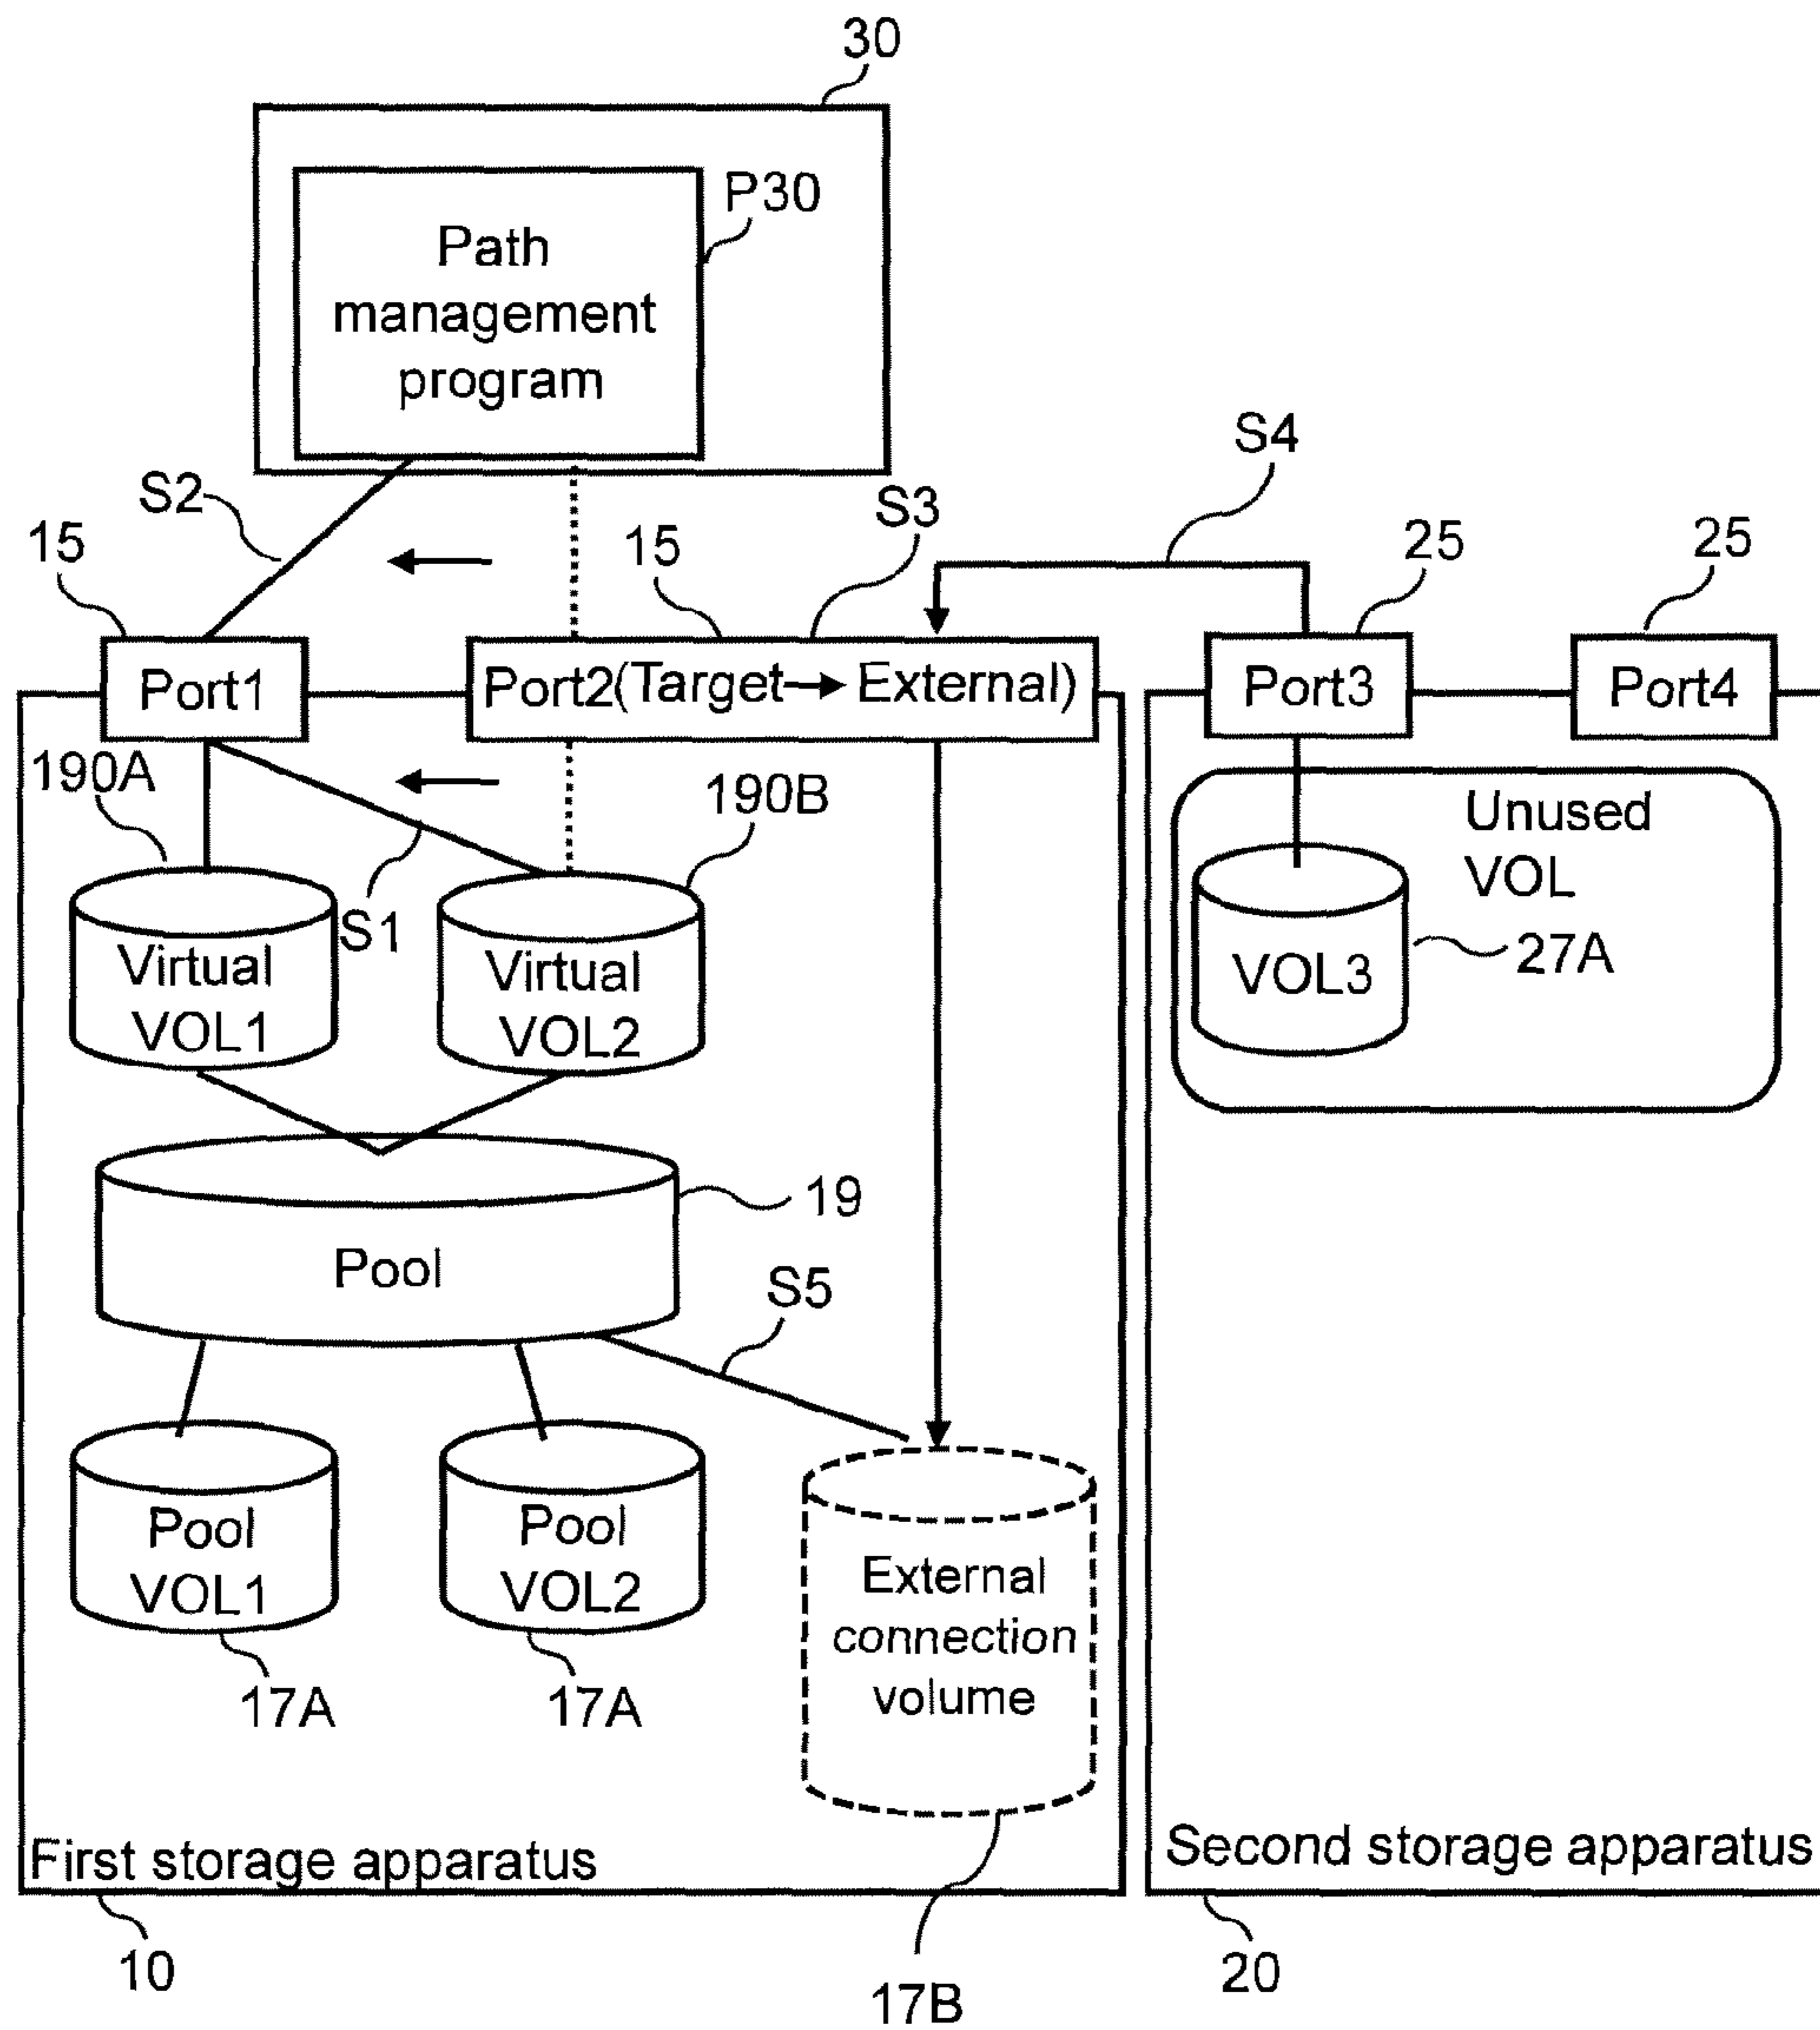 30
P30
Path
management
program
S4
S2
S3
15
15
25
25
Port1
Port2(Target→External)
Port3
Port4
190A
190B
S1
Unused
VOL
27A
Virtual
VOL1
Virtual
VOL2
VOL3
19
Pool
S5
Pool
VOL1
Pool
VOL2
External
connection
volume
17A
17A
First storage apparatus
Second storage apparatus
10
17B
20